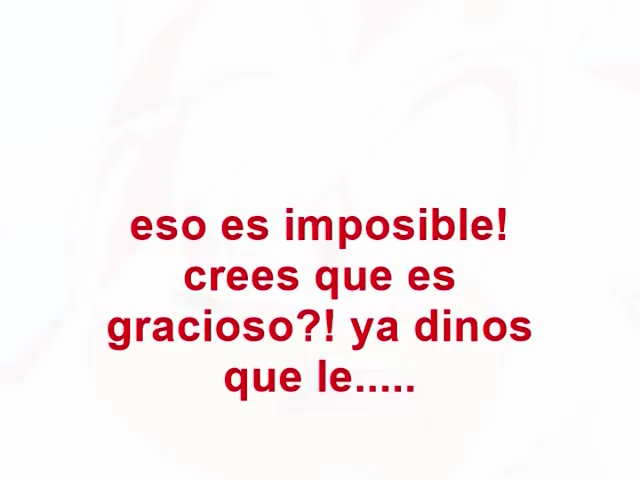 eso es imposible!
crees que es
gracioso?! ya dinos
que le.....